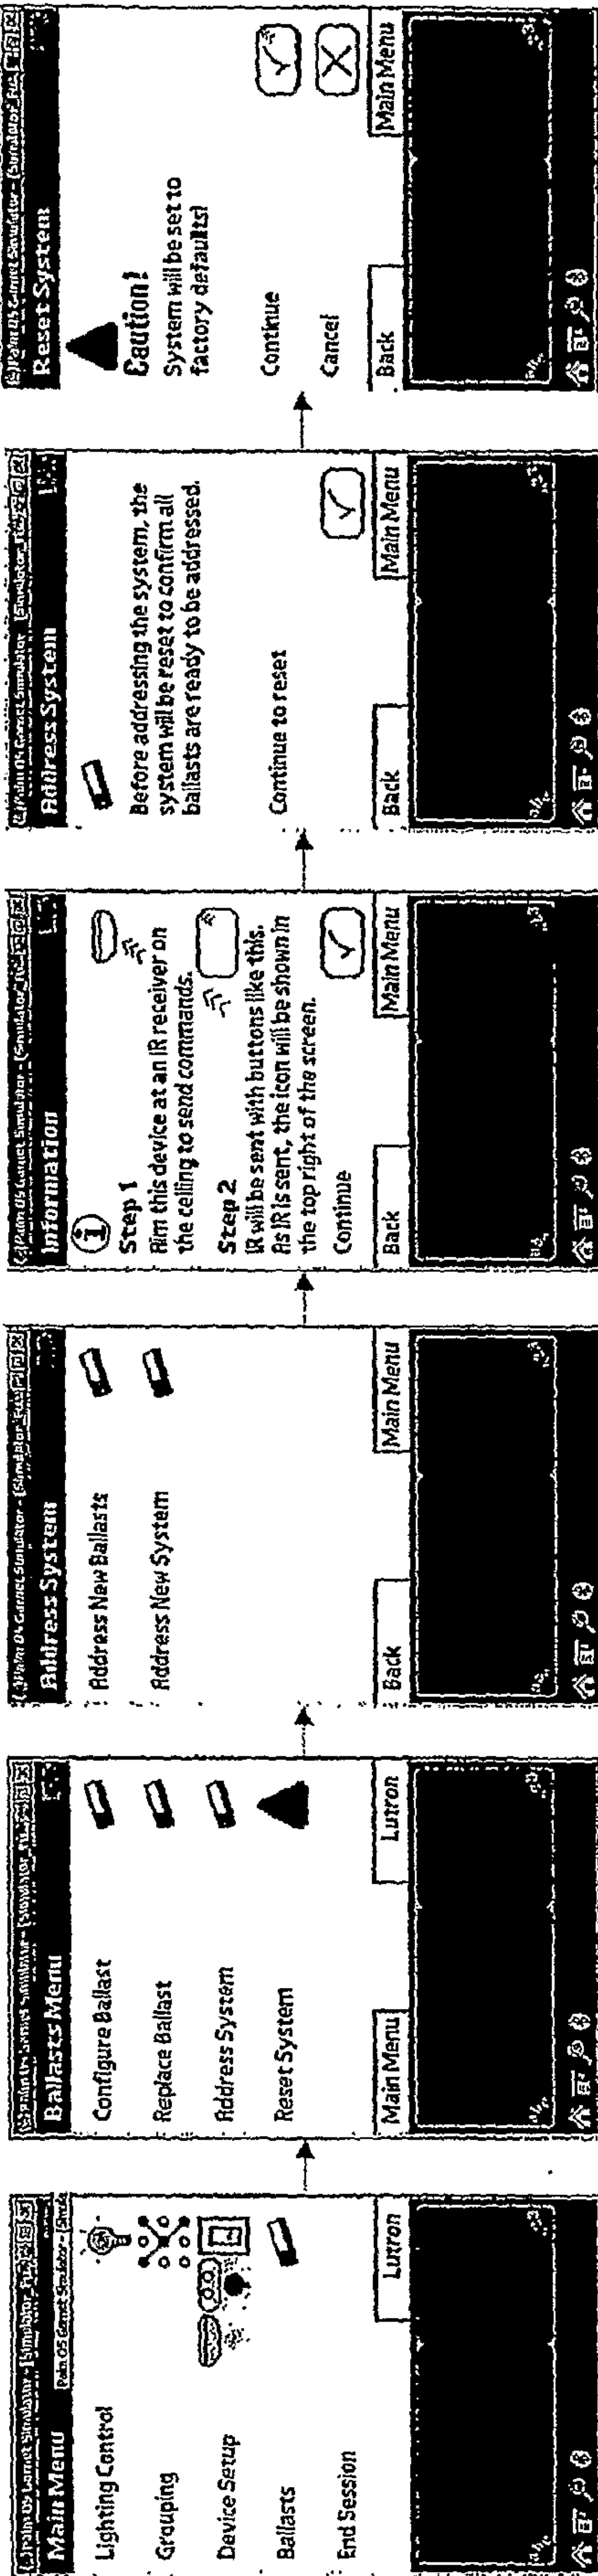 Main Menu
Palm OS Garnet Simulator - [Simula
Lighting Control
Grouping
Device Setup
Ballasts
End Session
Lutron
Ballasts Menu
Configure Ballast
Replace Ballast
Address System
Reset System
Main Menu
Lutron
Address System
Address New Ballasts
Address New System
Back
Main Menu
Information
Step 1
Aim this device at an IR receiver on
the ceiling to send commands.
Step 2
IR will be sent with buttons like this.
As IR is sent, the icon will be shown in
the top right of the screen.
Continue
Back
Main Menu
Address System
Before addressing the system, the
system will be reset to confirm all
ballasts are ready to be addressed.
Continue to reset
Back
Main Menu
Reset System
Caution!
System will be set to
factory defaults!
Continue
Cancel
Back
Main Menu